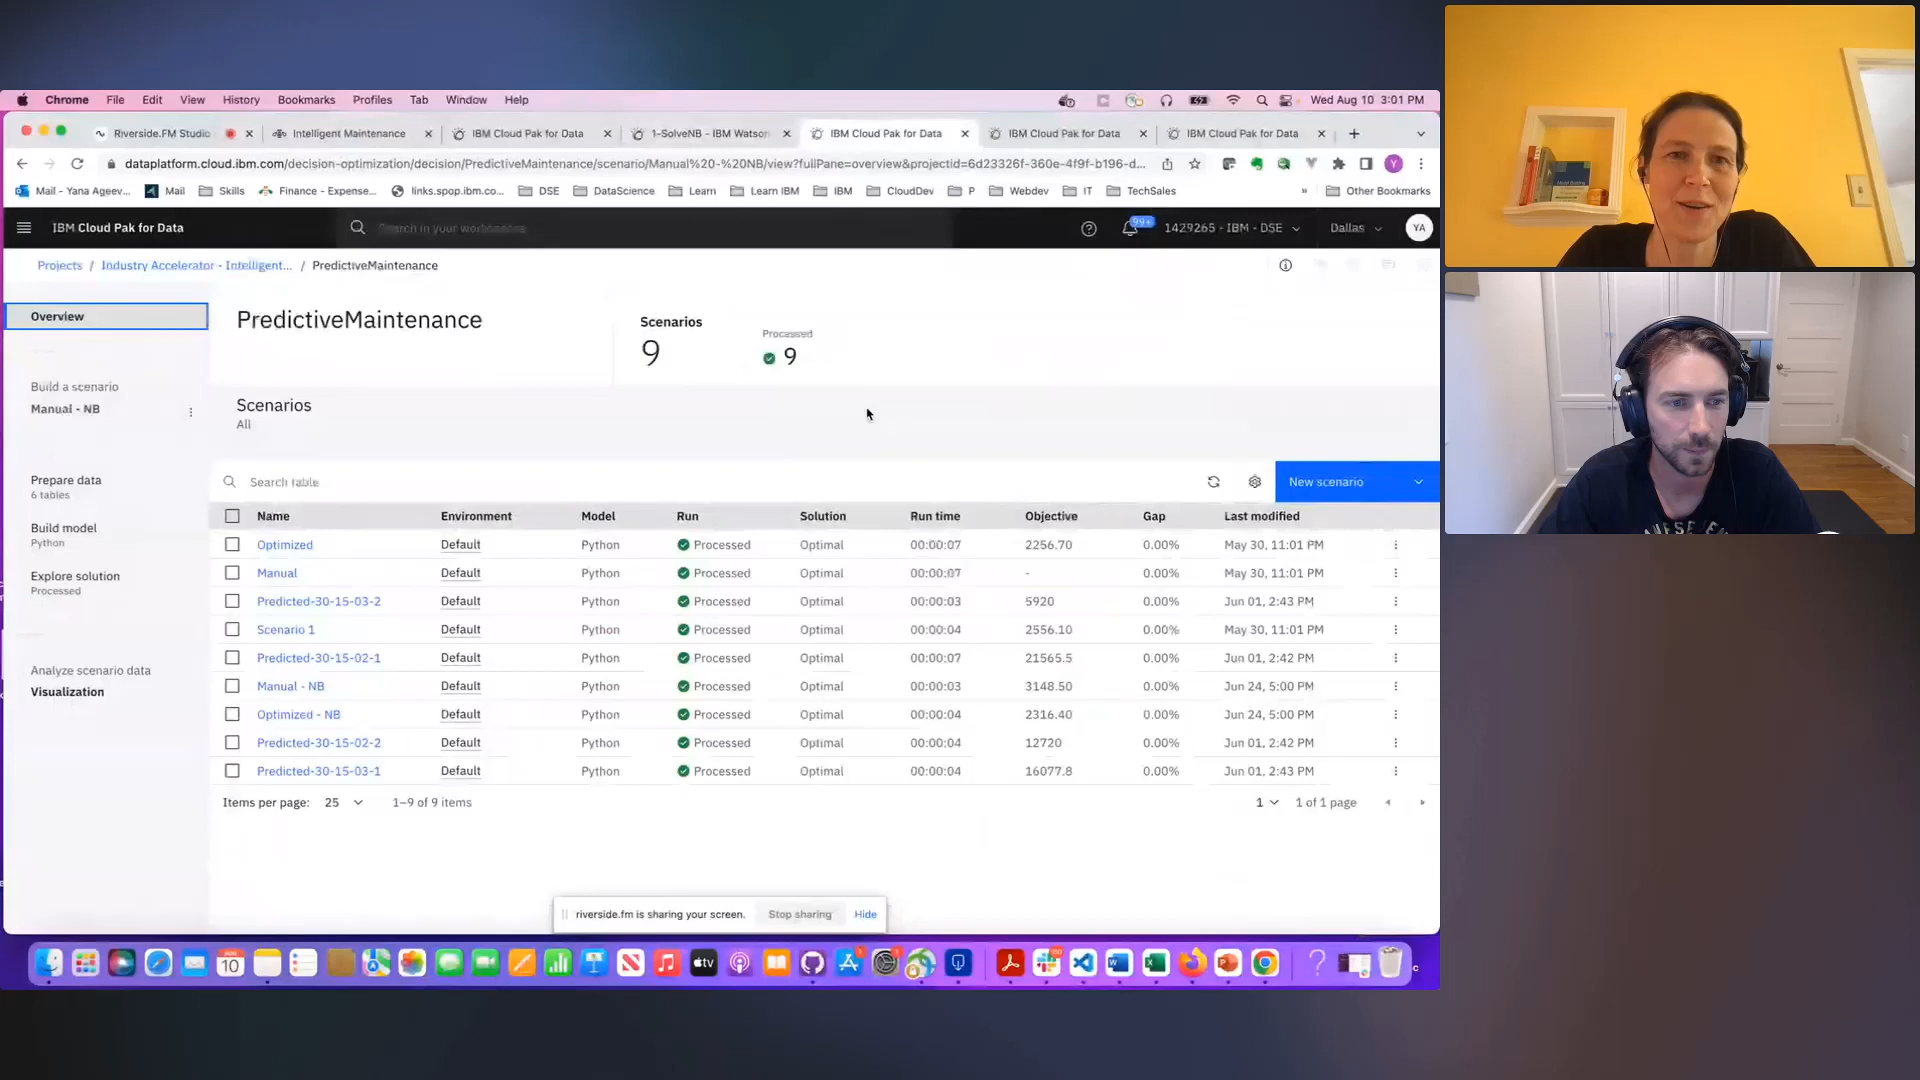 Chrome File Edit View History Bookmarks Profiles Tab Window Help Wed Aug 10 3:01 PM
Riverside.FM Studio Intelligent Maintenance IBM Cloud Pak for Data 1-SolveNB - IBM Watson IBM Cloud Pak for Data IBM Cloud Pak for Data IBM Cloud Pak for Data
dataplatform.cloud.ibm.com/decision-optimization/decision/PredictiveMaintenance/scenario/Manual%20-%20NB/view?fullPane=overview&projectid=6d23326f-360e-4f9f-b196-d... Y
Mail - Yana Ageev... Mail Skills Finance - Expense... links.spop.ibm.co... DSE DataScience Learn Learn IBM IBM CloudDev P Webdev IT TechSales » Other Bookmarks
IBM Cloud Pak for Data Search in your workspaces 99+ 1429265 - IBM - DSE Dallas YA
Projects / Industry Accelerator - Intelligent... / PredictiveMaintenance
Overview
Build a scenario
Manual - NB
Prepare data
6 tables
Build model
Python
Explore solution
Processed
Analyze scenario data
Visualization
PredictiveMaintenance
Scenarios
9
Processed
9
Scenarios
All
Search table New scenario
Name Environment Model Run Solution Run time Objective Gap Last modified
Optimized Default Python Processed Optimal 00:00:07 2256.70 0.00% May 30, 11:01 PM
Manual Default Python Processed Optimal 00:00:07 - 0.00% May 30, 11:01 PM
Predicted-30-15-03-2 Default Python Processed Optimal 00:00:03 5920 0.00% Jun 01, 2:43 PM
Scenario 1 Default Python Processed Optimal 00:00:04 2556.10 0.00% May 30, 11:01 PM
Predicted-30-15-02-1 Default Python Processed Optimal 00:00:07 21565.5 0.00% Jun 01, 2:42 PM
Manual - NB Default Python Processed Optimal 00:00:03 3148.50 0.00% Jun 24, 5:00 PM
Optimized - NB Default Python Processed Optimal 00:00:04 2316.40 0.00% Jun 24, 5:00 PM
Predicted-30-15-02-2 Default Python Processed Optimal 00:00:04 12720 0.00% Jun 01, 2:42 PM
Predicted-30-15-03-1 Default Python Processed Optimal 00:00:04 16077.8 0.00% Jun 01, 2:43 PM
Items per page: 25 1–9 of 9 items 1 1 of 1 page
riverside.fm is sharing your screen. Stop sharing Hide
10 tv